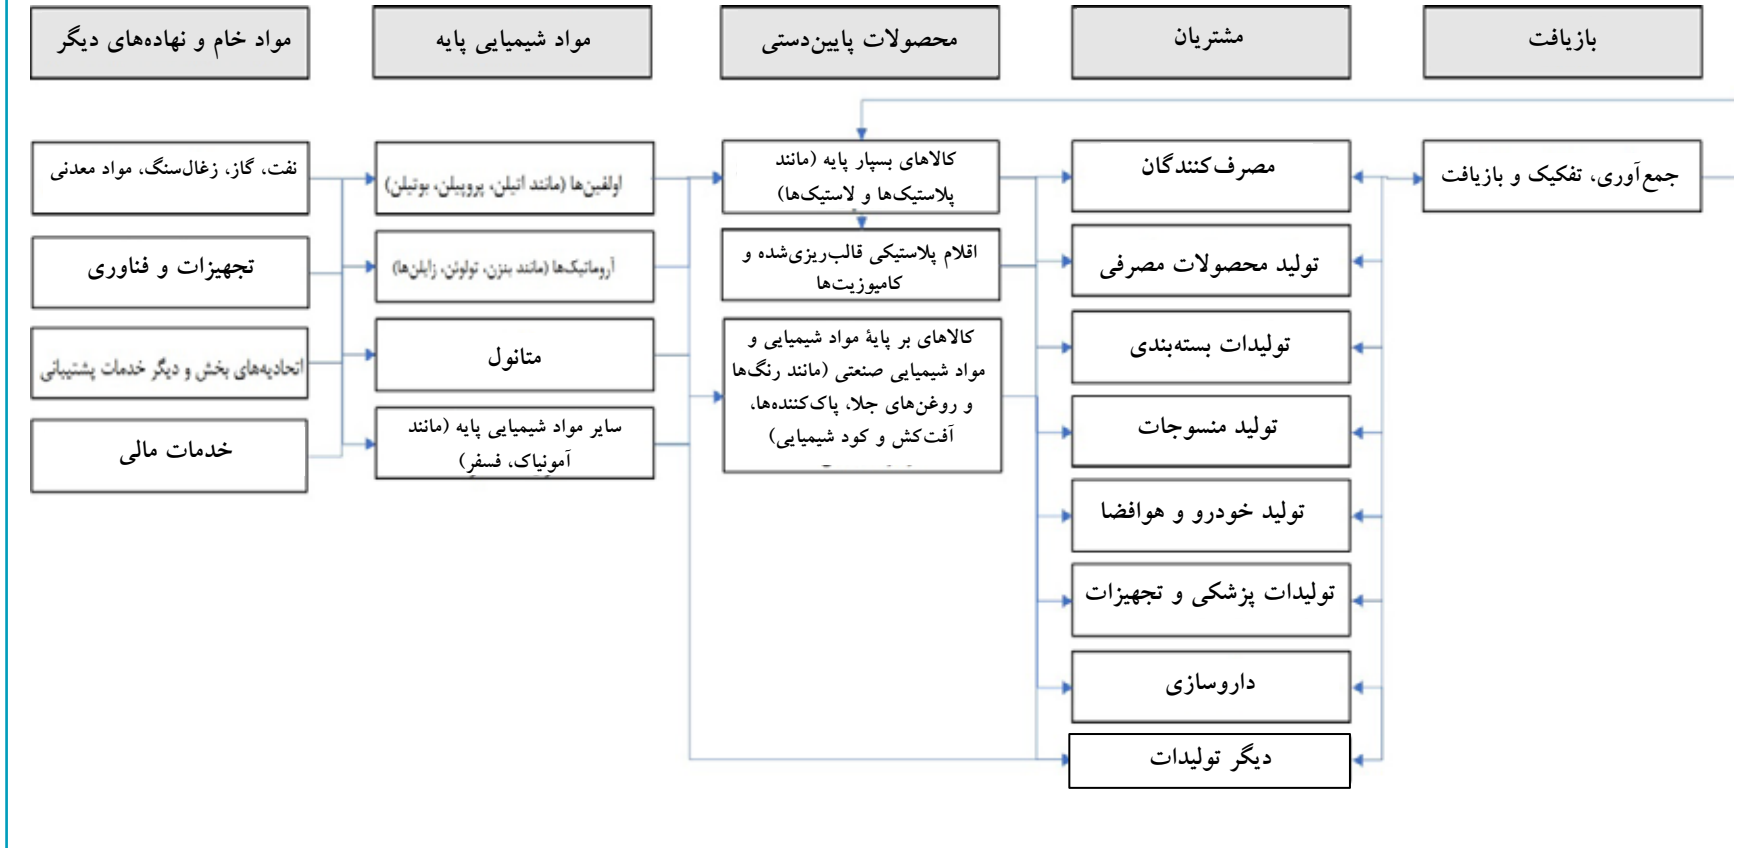 مواد خام و نهاده‌های دیگر
مواد شیمیایی پایه
محصولات پایین‌دستی
مشتریان
بازیافت
نفت، گاز، زغال‌سنگ، مواد معدنی
تجهیزات و فناوری
اتحادیه‌های بخش و دیگر خدمات پشتیبانی
خدمات مالی
اولفین‌ها (مانند اتیلن، پروپیلن، بوتیلن)
آروماتیک‌ها (مانند بنزن، تولوئن، زایلن‌ها)
متانول
سایر مواد شیمیایی پایه (مانند
آمونیاک، فسفر)
کالاهای بسپار پایه (مانند
پلاستیک‌ها و لاستیک‌ها)
اقلام پلاستیکی قالب‌ریزی‌شده و
کامپوزیت‌ها
کالاهای بر پایهٔ مواد شیمیایی و
مواد شیمیایی صنعتی (مانند رنگ‌ها
و روغن‌های جلا، پاک‌کننده‌ها،
آفت‌کش و کود شیمیایی)
مصرف‌کنندگان
تولید محصولات مصرفی
تولیدات بسته‌بندی
تولید منسوجات
تولید خودرو و هوافضا
تولیدات پزشکی و تجهیزات
داروسازی
دیگر تولیدات
جمع‌آوری، تفکیک و بازیافت